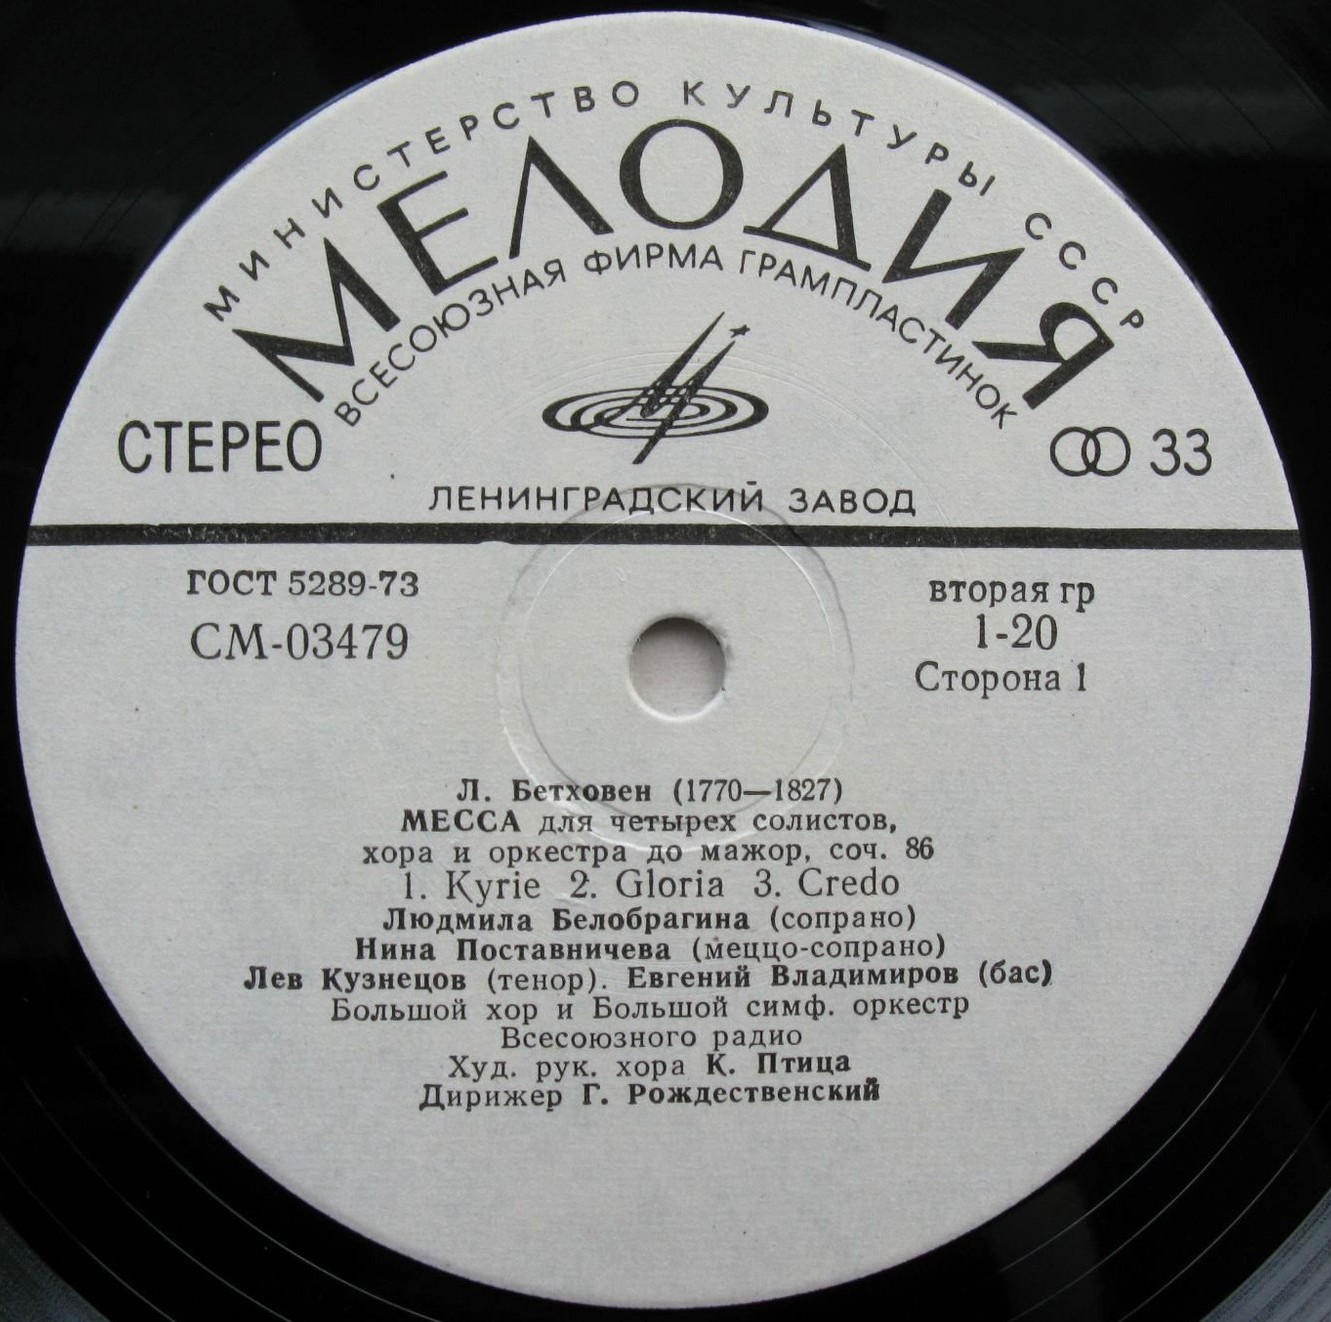 МИНИСТЕРСТВО КУЛЬТУРЫ СССР
МЕЛОДИЯ
ВСЕСОЮЗНАЯ ФИРМА ГРАМПЛАСТИНОК
СТЕРЕО
33
ЛЕНИНГРАДСКИЙ ЗАВОД
ГОСТ 5289-73
СМ-03479
вторая гр
1-20
Сторона 1
Л. Бетховен (1770—1827)
МЕССА для четырех солистов,
хора и оркестра до мажор, соч. 86
1. Kyrie 2. Gloria 3. Credo
Людмила Белобрагина (сопрано)
Нина Поставничева (меццо-сопрано)
Лев Кузнецов (тенор). Евгений Владимиров (бас)
Большой хор и Большой симф. оркестр
Всесоюзного радио
Худ. рук. хора К. Птица
Дирижер Г. Рождественский